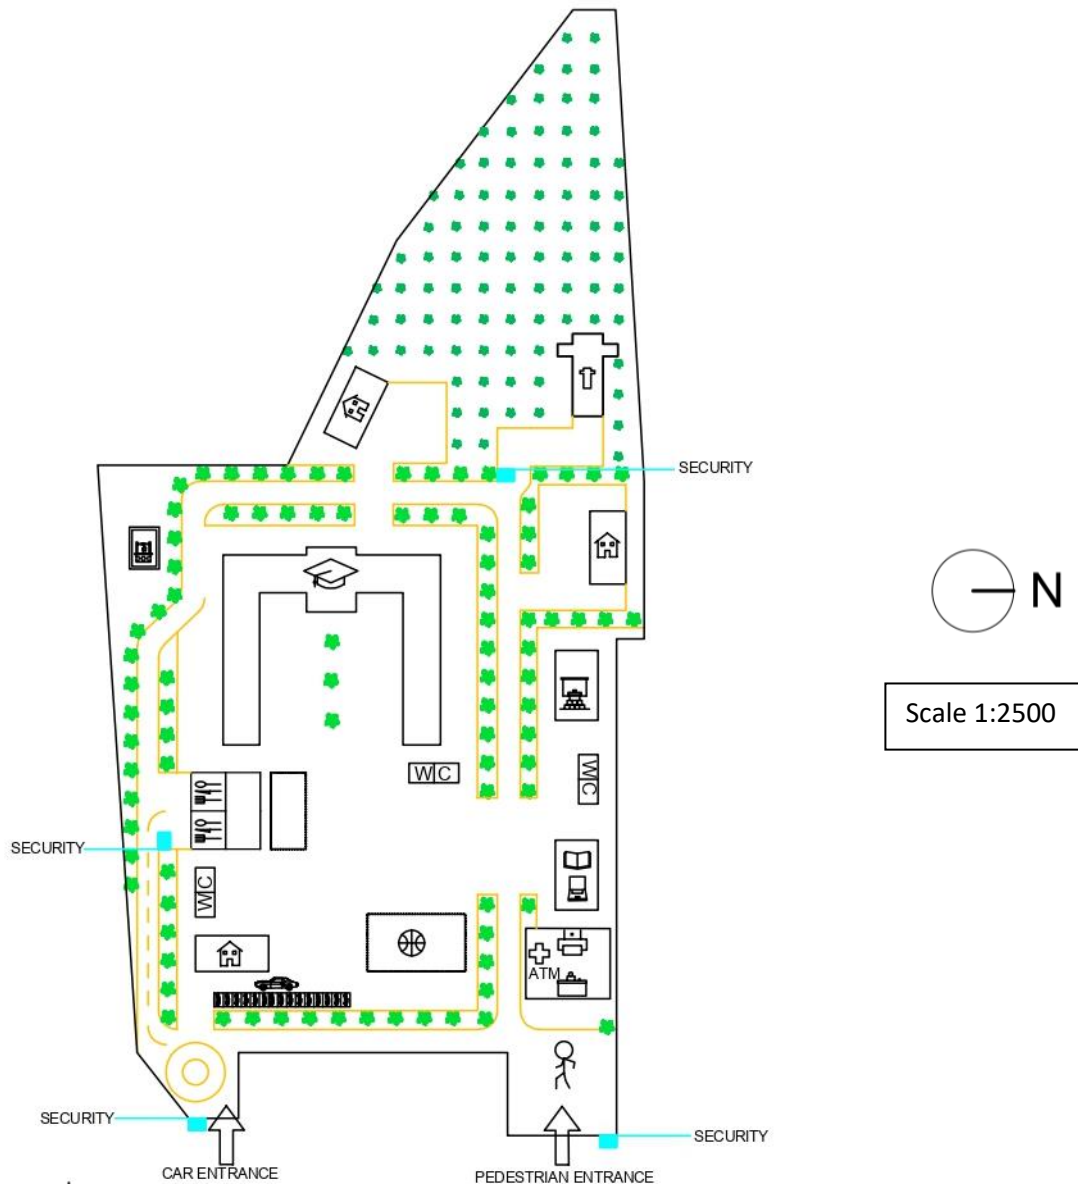 SECURITY
N
Scale 1:2500
WC
WC
SECURITY
WC
ATM
SECURITY
SECURITY
CAR ENTRANCE
PEDESTRIAN ENTRANCE